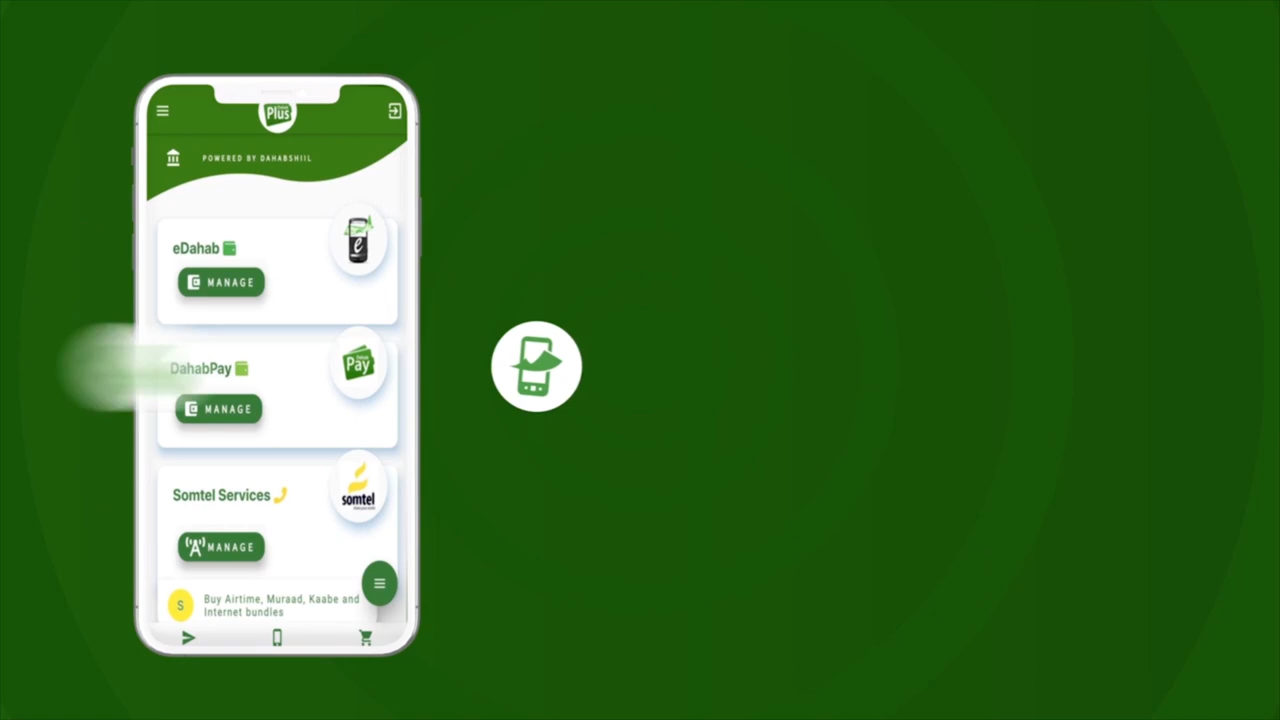 Plus
POWERED BY DAHABSHIIL
eDahab
e
MANAGE
DahabPay
Pay
MANAGE
Somtel Services
somtel
MANAGE
S
Buy Airtime, Muraad, Kaabe and
Internet bundles